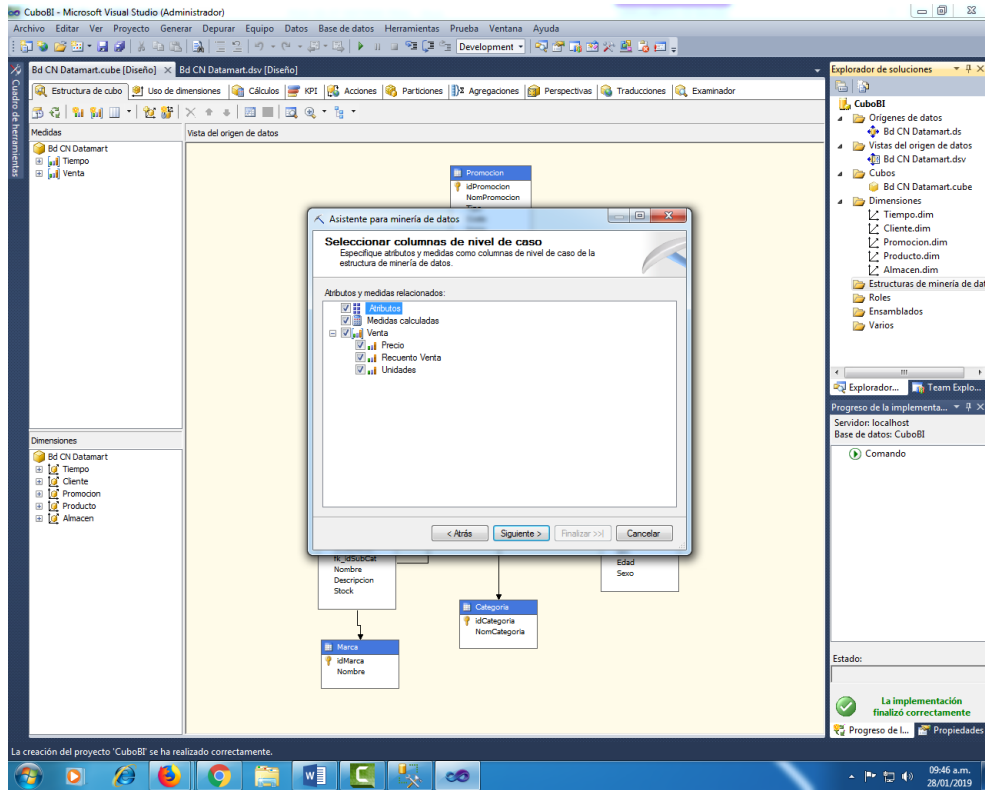 CuboBI - Microsoft Visual Studio (Administrador)
Archivo Editar Ver Proyecto Generar Depurar Equipo Datos Base de datos Herramientas Prueba Ventana Ayuda
Development
Cuadro de herramientas
Bd CN Datamart.cube [Diseño] Bd CN Datamart.dsv [Diseño]
Estructura de cubo Uso de dimensiones Cálculos KPI Acciones Particiones Agregaciones Perspectivas Traducciones Examinador
Medidas
Bd CN Datamart
Tiempo
Venta
Dimensiones
Bd CN Datamart
Tiempo
Cliente
Promocion
Producto
Almacen
Vista del origen de datos
Promocion
idPromocion
NomPromocion
Asistente para minería de datos
Seleccionar columnas de nivel de caso
Especifique atributos y medidas como columnas de nivel de caso de la
estructura de minería de datos.
Atributos y medidas relacionados:
Atributos
Medidas calculadas
Venta
Precio
Recuento Venta
Unidades
< Atrás Siguiente > Finalizar >>| Cancelar
fk_idSubCat
Nombre
Descripcion
Stock
Edad
Sexo
Categoria
idCategoria
NomCategoria
Marca
idMarca
Nombre
Explorador de soluciones
CuboBI
Orígenes de datos
Bd CN Datamart.ds
Vistas del origen de datos
Bd CN Datamart.dsv
Cubos
Bd CN Datamart.cube
Dimensiones
Tiempo.dim
Cliente.dim
Promocion.dim
Producto.dim
Almacen.dim
Estructuras de minería de dat
Roles
Ensamblados
Varios
Explorador... Team Explo...
Progreso de la implementa...
Servidor: localhost
Base de datos: CuboBI
Comando
Estado:
La implementación
finalizó correctamente
Progreso de l... Propiedades
La creación del proyecto 'CuboBI' se ha realizado correctamente.
09:46 a.m.
28/01/2019